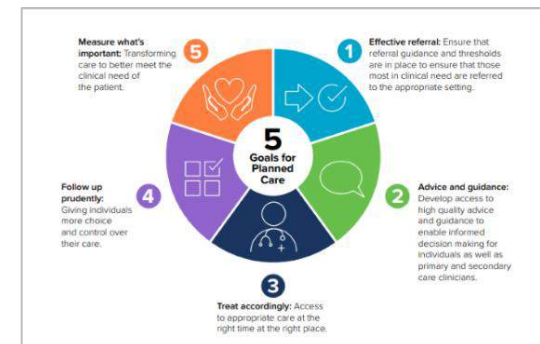 1
Effective referral: Ensure that
referral guidance and thresholds
are in place to ensure that those
most in clinical need are referred
to the appropriate setting.
2
Advice and guidance:
Develop access to
high quality advice
and guidance to
enable informed
decision making for
individuals as well as
primary and secondary
care clinicians.
3
Treat accordingly: Access
to appropriate care at the
right time at the right place.
4
Follow up
prudently:
Giving individuals
more choice
and control over
their care.
5
Measure what's
important: Transforming
care to better meet the
clinical need of
the patient.
5
Goals for
Planned
Care